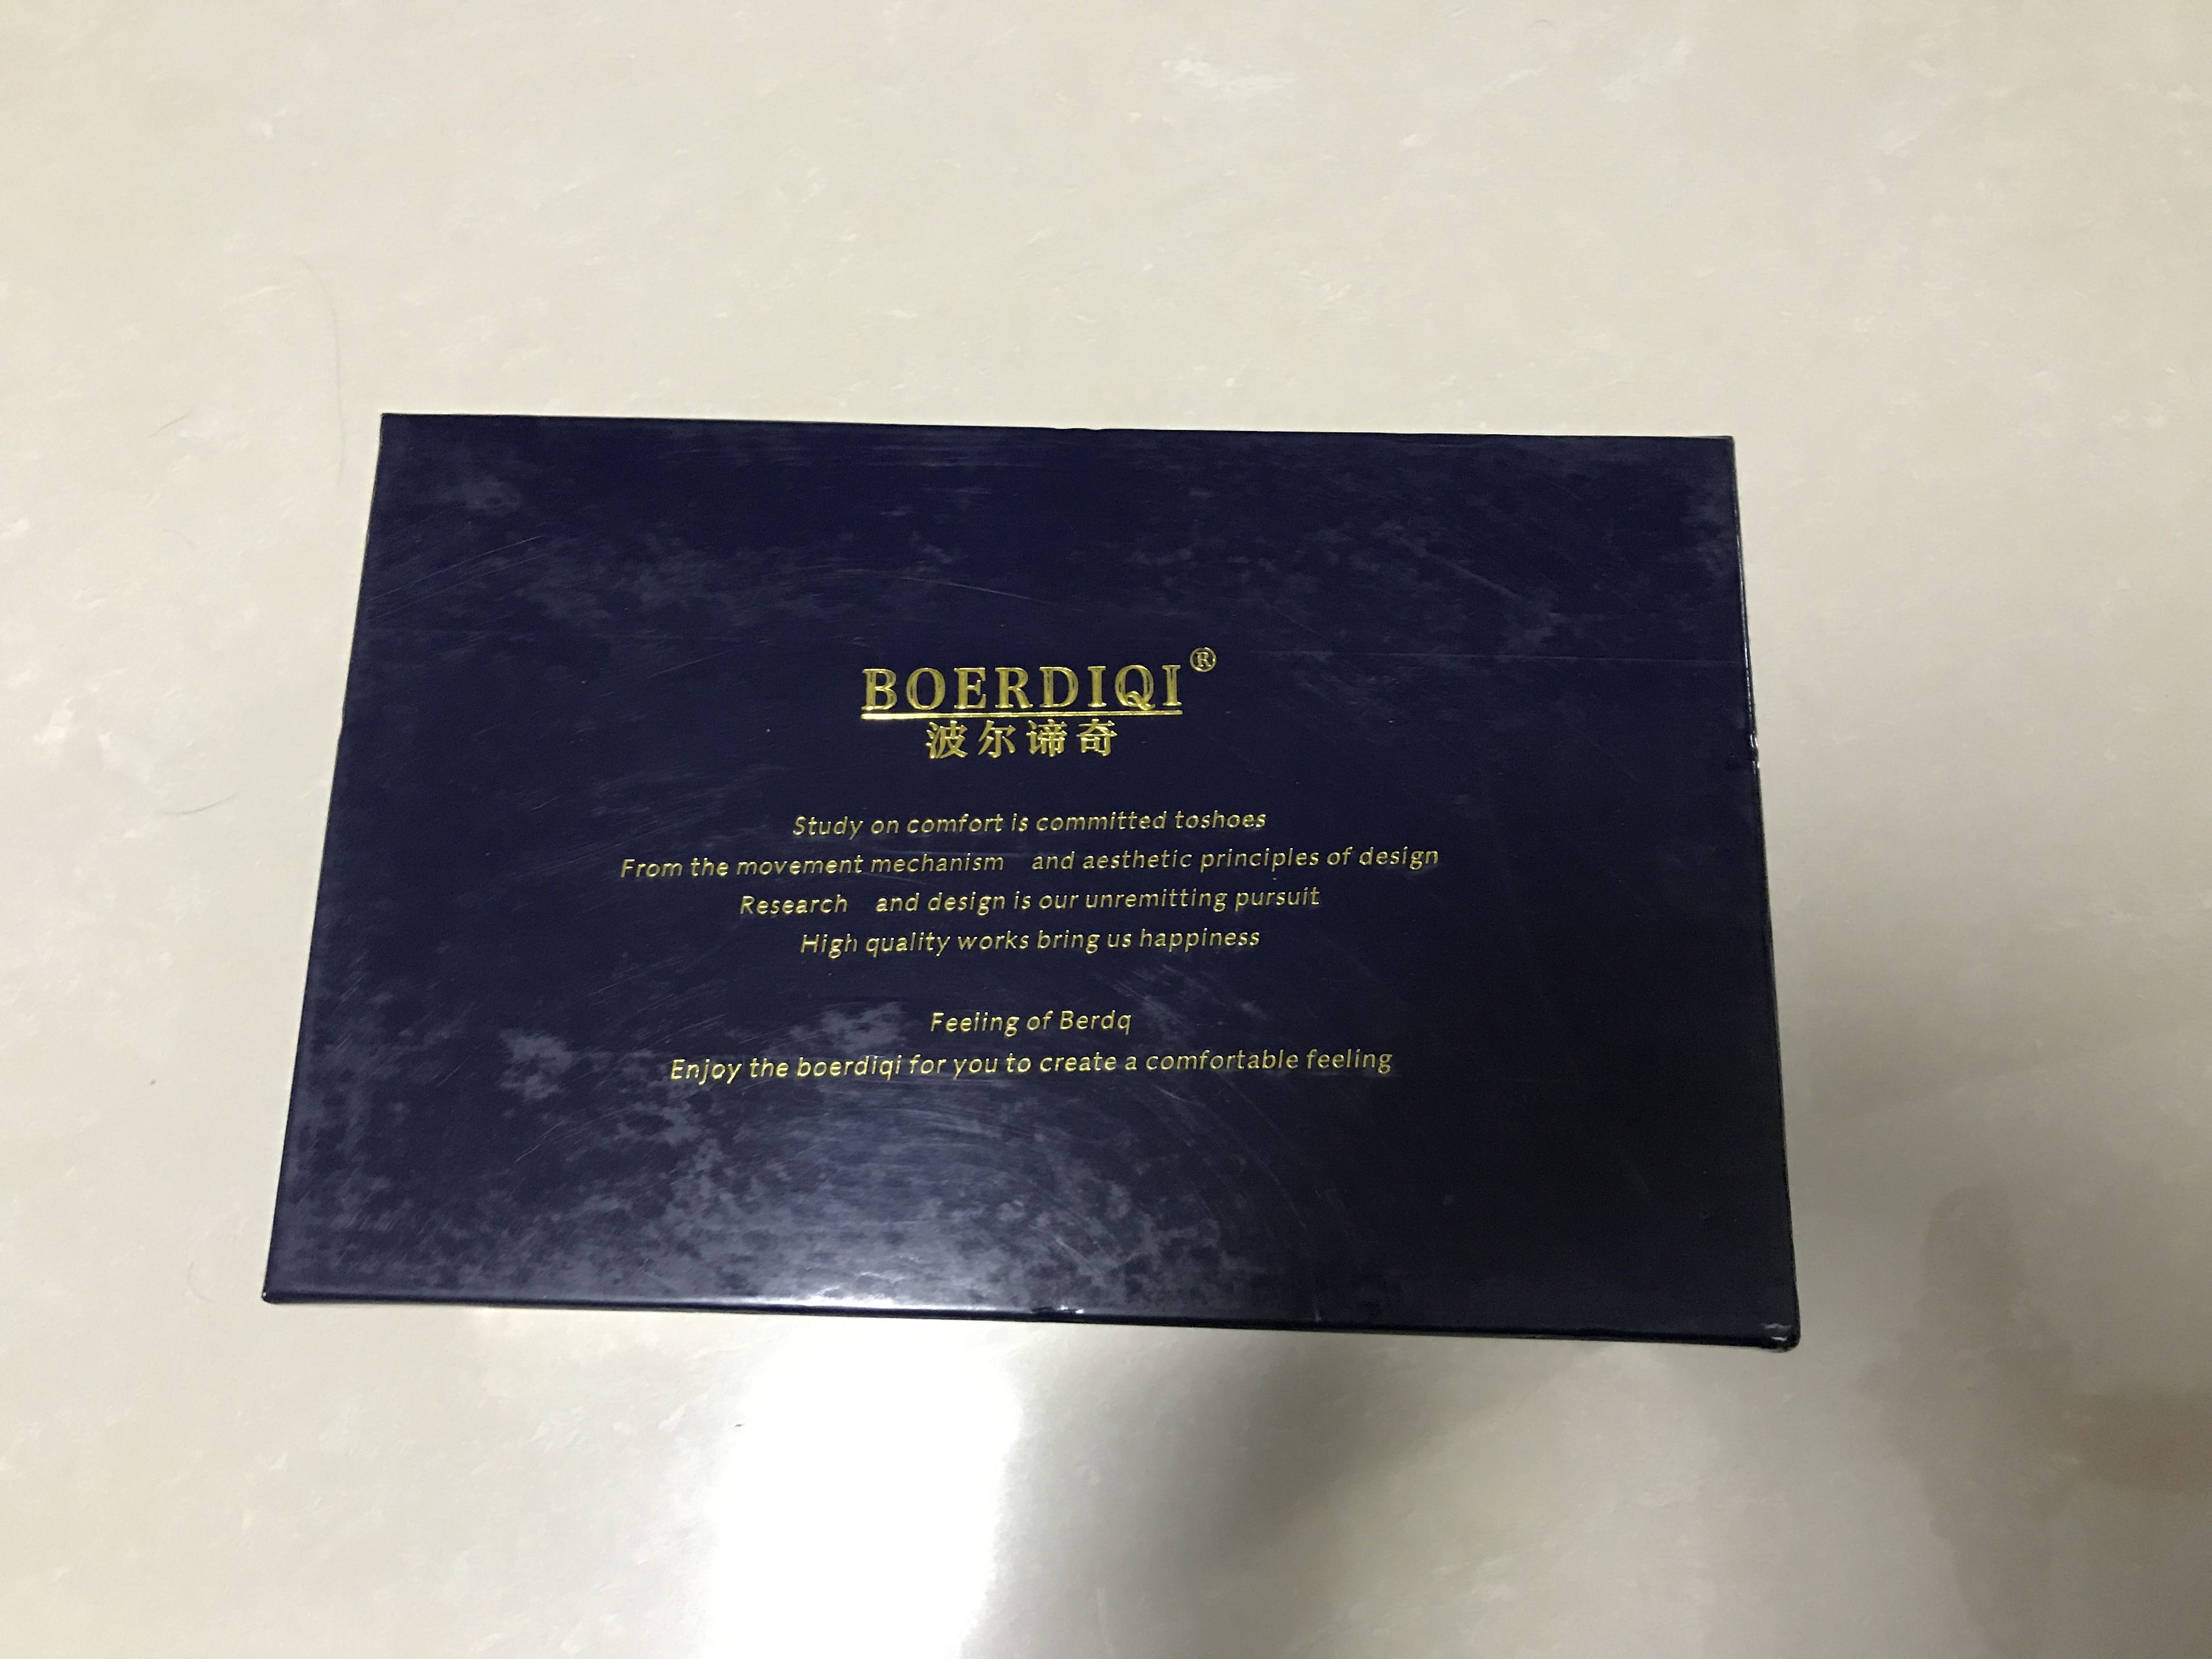 BOERDIQI®
波尔谛奇
Study on comfort is committed toshoes
From the movement mechanism and aesthetic principles of design
Research and design is our unremitting pursuit
High quality works bring us happiness
Feeiing of Berdq
Enjoy the boerdiqi for you to create a comfortable feeling